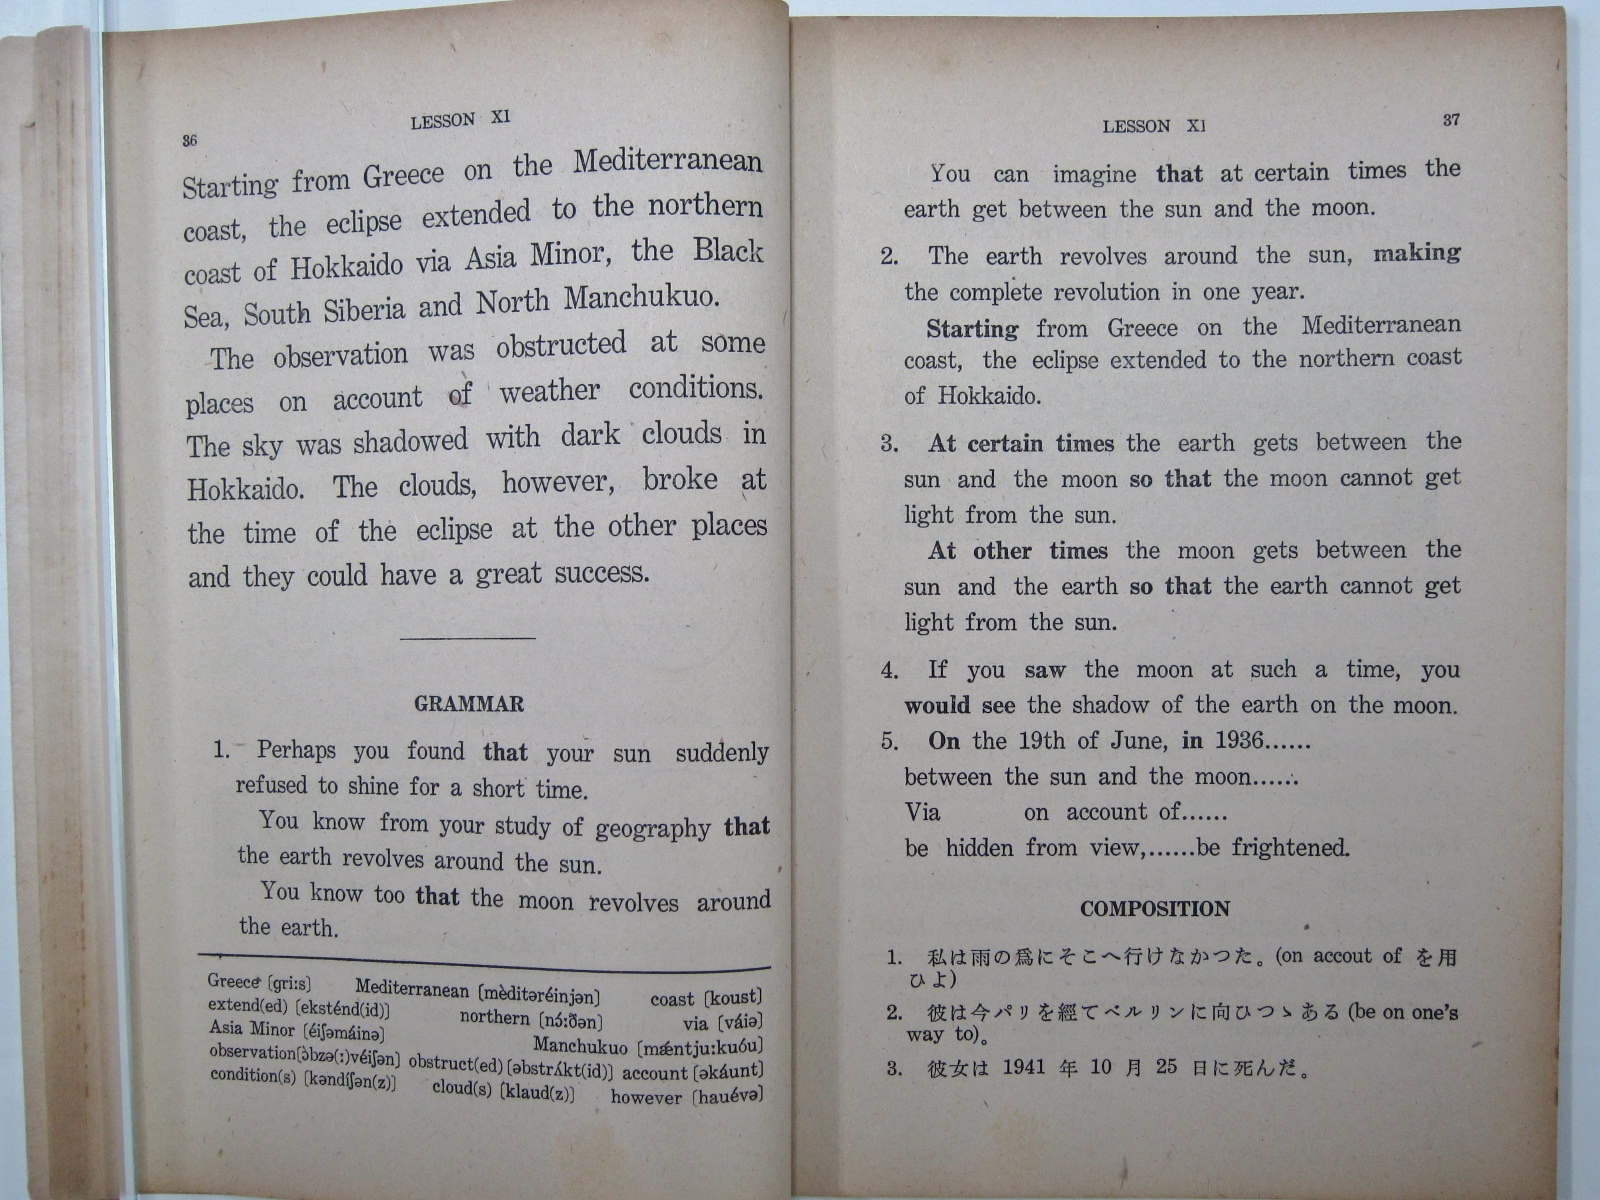 36
LESSON XI
Starting from Greece on the Mediterranean
coast, the eclipse extended to the northern
coast of Hokkaido via Asia Minor, the Black
Sea, South Siberia and North Manchukuo.
The observation was obstructed at some
places on account of weather conditions.
The sky was shadowed with dark clouds in
Hokkaido. The clouds, however, broke at
the time of the eclipse at the other places
and they could have a great success.
GRAMMAR
1. Perhaps you found that your sun suddenly
refused to shine for a short time.
You know from your study of geography that
the earth revolves around the sun.
You know too that the moon revolves around
the earth.
Greece [gri:s] Mediterranean [mèditəréinjən] coast [koust]
extend(ed) [eksténd(id)] northern [nɔ́:ðən] via [váiə]
Asia Minor [éiʃəmáinə] Manchukuo [mǽntju:kuóu]
observation[ɔ̀bzə(:)véiʃən] obstruct(ed) [əbstrʌ́kt(id)] account [əkáunt]
condition(s) [kəndíʃən(z)] cloud(s) [klaud(z)] however [hauévə]
LESSON XI
37
You can imagine that at certain times the
earth get between the sun and the moon.
2. The earth revolves around the sun, making
the complete revolution in one year.
Starting from Greece on the Mediterranean
coast, the eclipse extended to the northern coast
of Hokkaido.
3. At certain times the earth gets between the
sun and the moon so that the moon cannot get
light from the sun.
At other times the moon gets between the
sun and the earth so that the earth cannot get
light from the sun.
4. If you saw the moon at such a time, you
would see the shadow of the earth on the moon.
5. On the 19th of June, in 1936......
between the sun and the moon......
Via on account of......
be hidden from view,......be frightened.
COMPOSITION
1. 私は雨の爲にそこへ行けなかつた。(on accout of を用
ひよ)
2. 彼は今パリを經てベルリンに向ひつゝある (be on one's
way to)。
3. 彼女は 1941 年 10 月 25 日に死んだ。